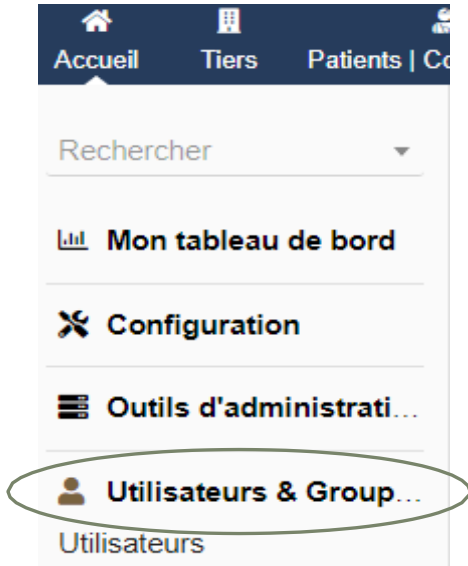 Accueil Tiers Patients | Co
Rechercher
Mon tableau de bord
Configuration
Outils d'administrati...
Utilisateurs & Group...
Utilisateurs